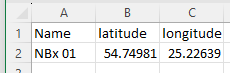 A B C
1 Name latitude longitude
2 NBx 01 54.74981 25.22639